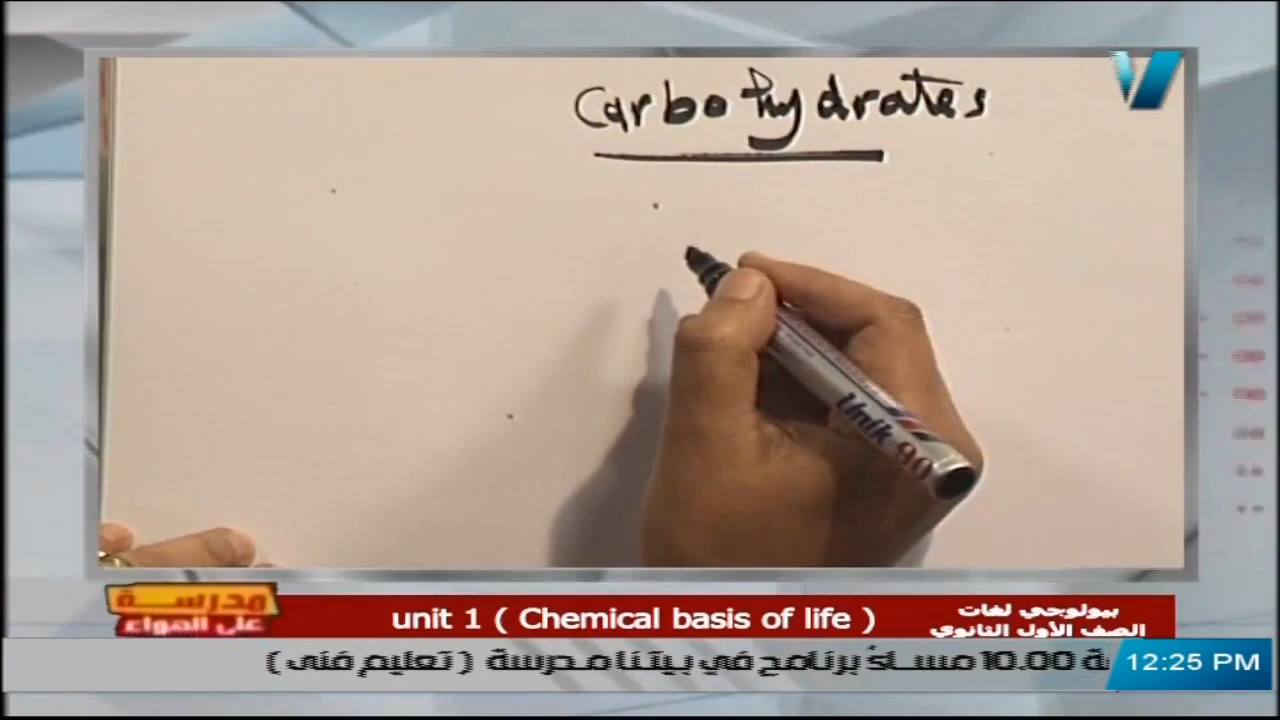 Carbohydrates
Unik 90
مدرسة
على الهواء
unit 1 ( Chemical basis of life )
بيولوجي لغات
الصف الأول الثانوي
10.00 مساءً برنامج في بيتنا مدرسة ( تعليم فنى )
12:25 PM